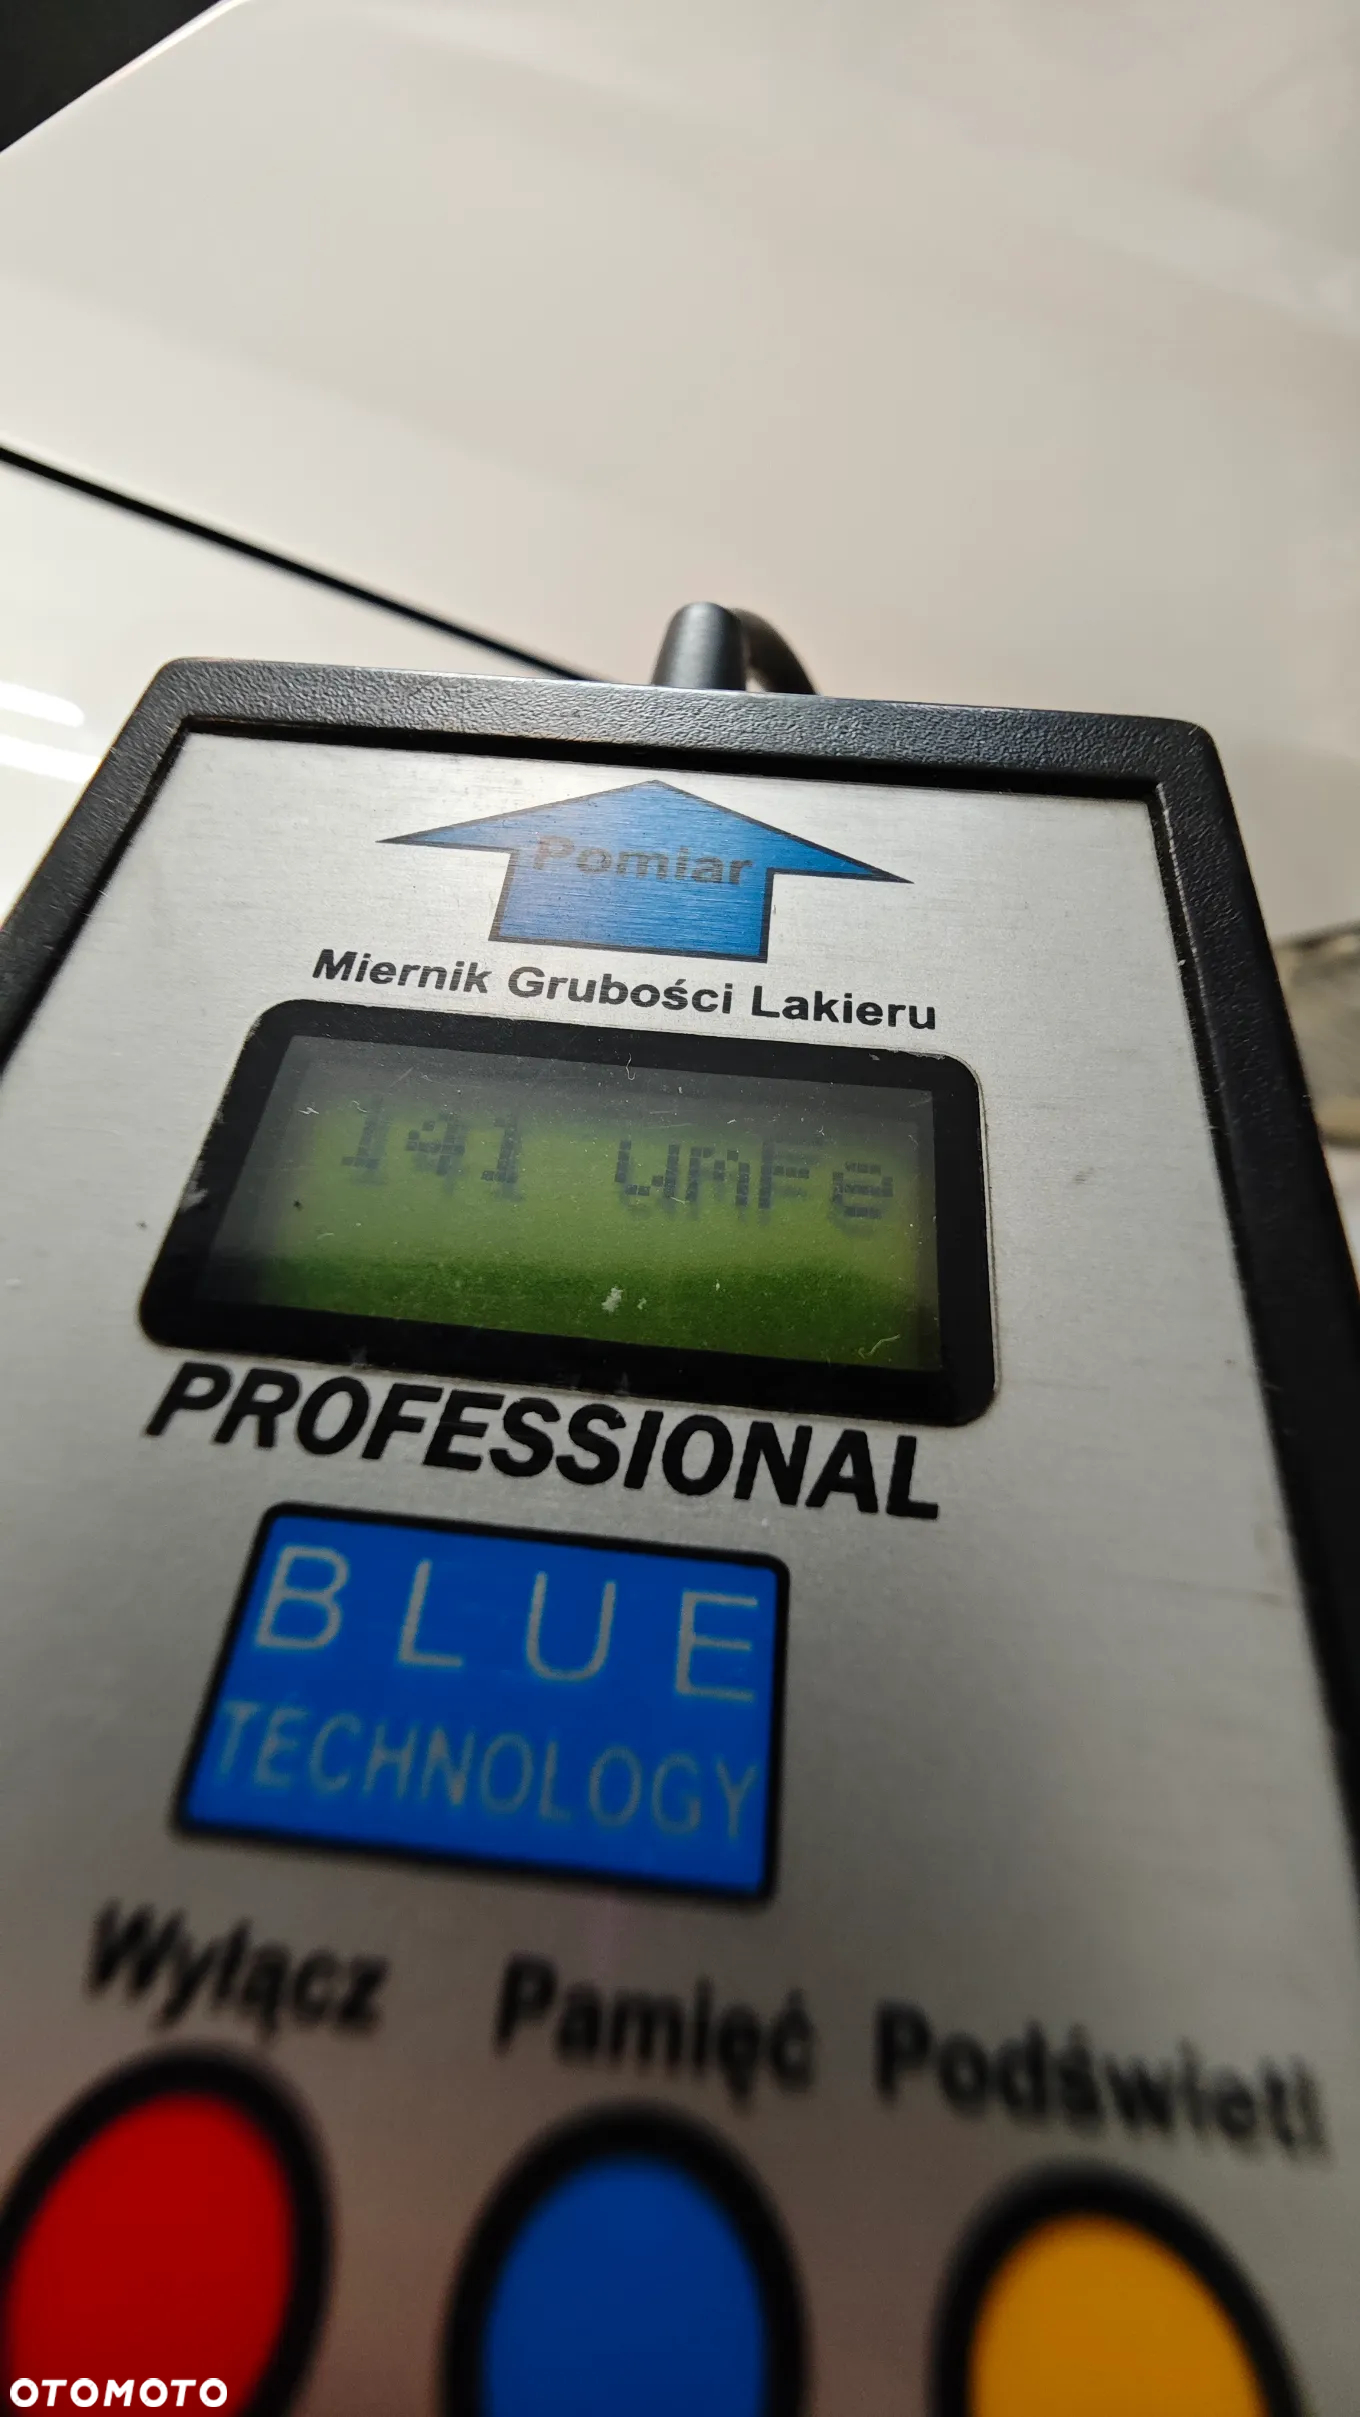 Pomiar
Miernik Grubości Lakieru
141 umFe
PROFESSIONAL
BLUE
TECHNOLOGY
Wyłącz Pamięć Podświetl
OTOMOTO